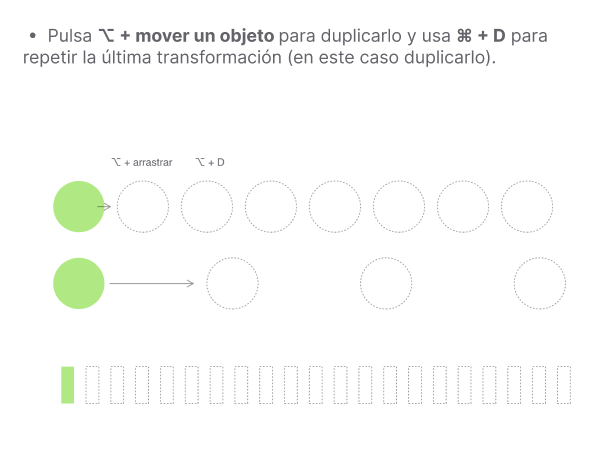 • Pulsa ⌥ + mover un objeto para duplicarlo y usa ⌘ + D para
repetir la última transformación (en este caso duplicarlo).
⌥ + arrastrar ⌥ + D